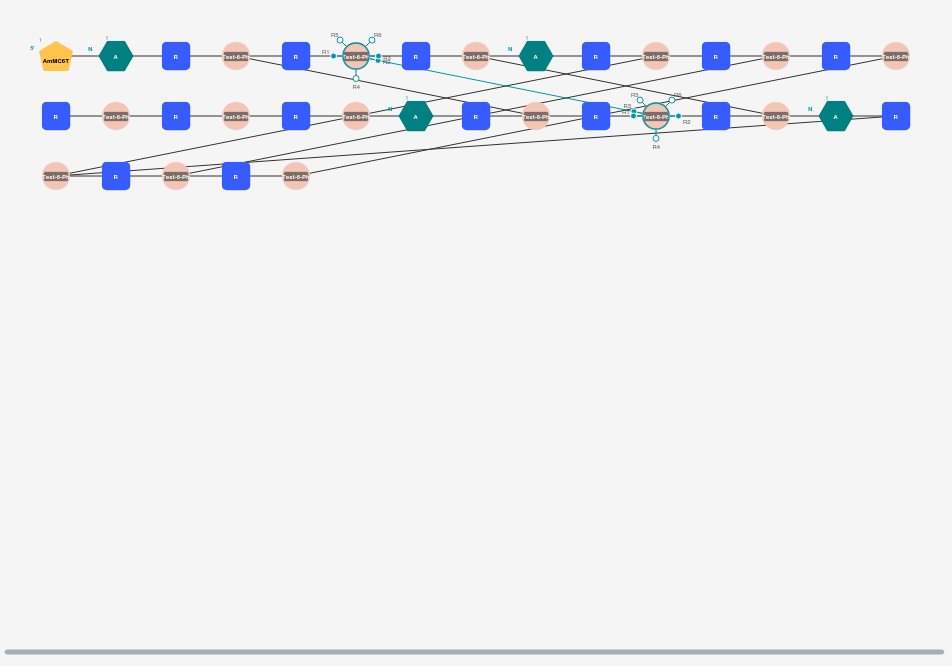 R5 R6
1 1 1
5' N R1 R3 R2 N
AmMC6T A R Test-6-Ph R Test-6-Ph R Test-6-Ph A R Test-6-Ph R Test-6-Ph R Test-6-Ph
R4
R5 R6
1 1
N R3 R1 R2 N
R Test-6-Ph R Test-6-Ph R Test-6-Ph A R Test-6-Ph R Test-6-Ph R Test-6-Ph A R
R4
Test-6-Ph R Test-6-Ph R Test-6-Ph